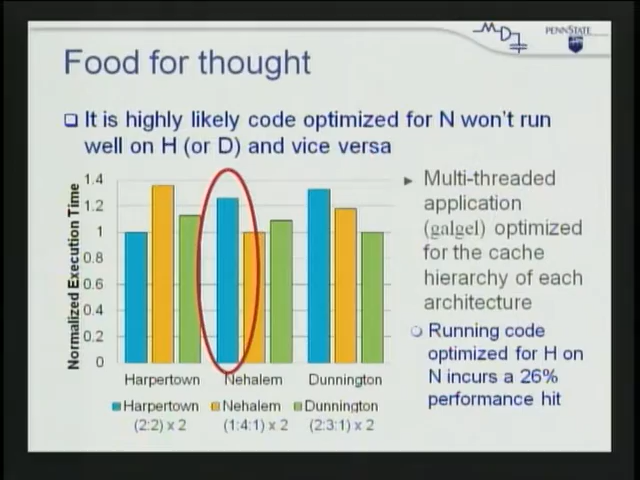 PENNSTATE
Food for thought
It is highly likely code optimized for N won't run
well on H (or D) and vice versa
Normalized Execution Time
1.4
1.2
1
0.8
0.6
0.4
0.2
0
Harpertown Nehalem Dunnington
Harpertown Nehalem Dunnington
(2:2) x 2 (1:4:1) x 2 (2:3:1) x 2
Multi-threaded
application
(galgel) optimized
for the cache
hierarchy of each
architecture
Running code
optimized for H on
N incurs a 26%
performance hit